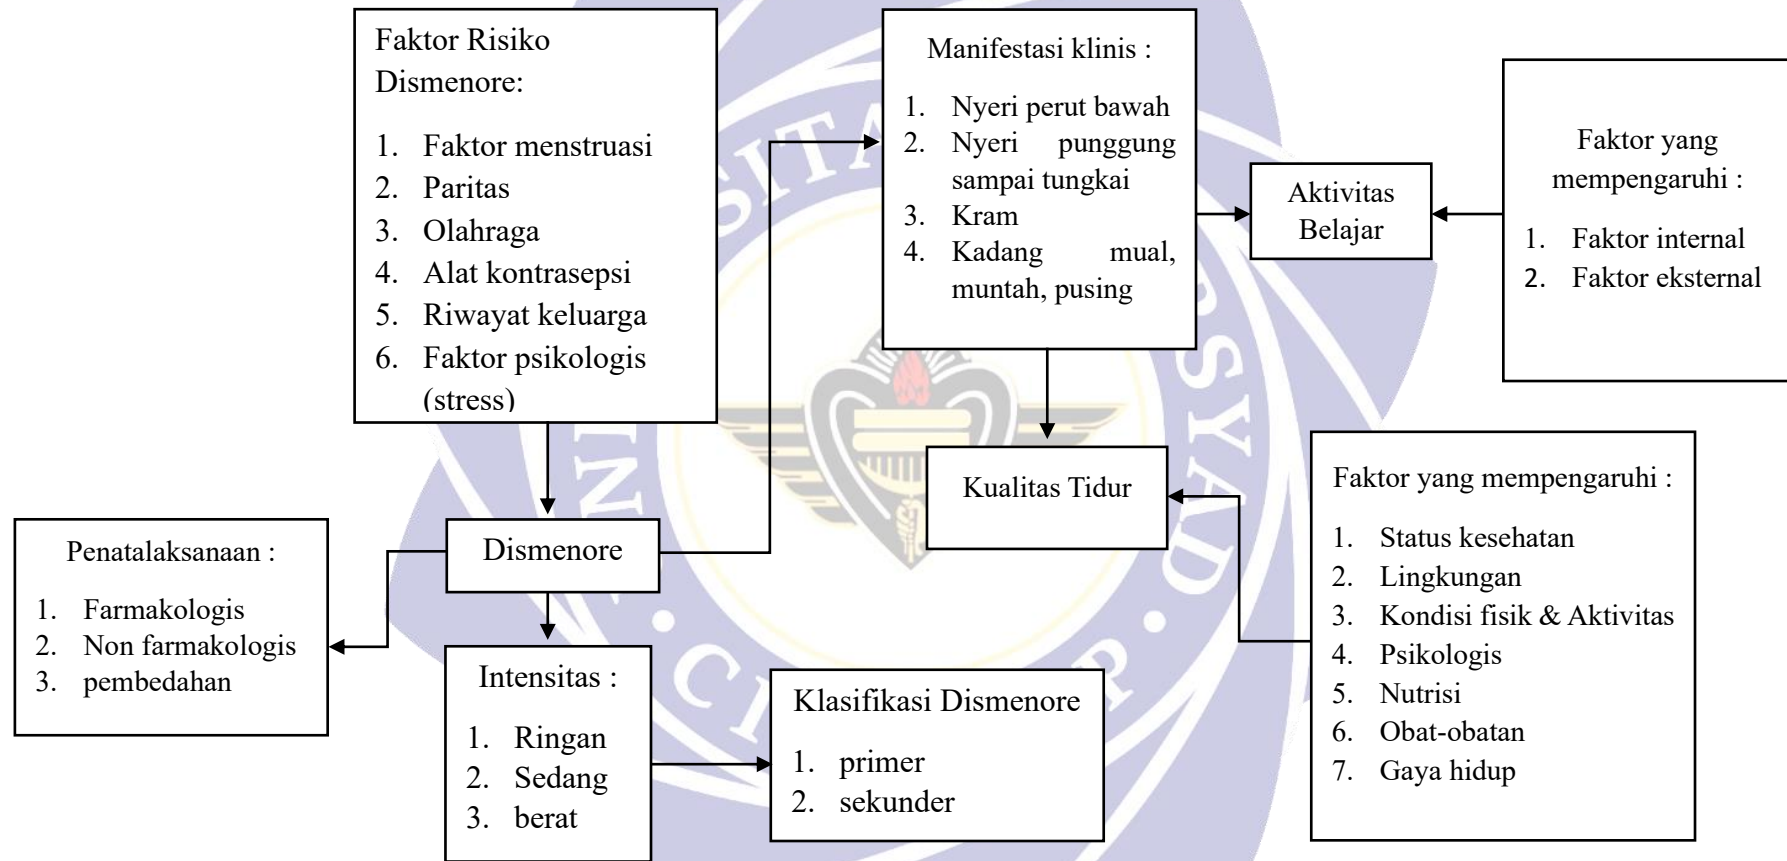 Faktor Risiko
Dismenore:
1. Faktor menstruasi
2. Paritas
3. Olahraga
4. Alat kontrasepsi
5. Riwayat keluarga
6. Faktor psikologis
(stress)
Manifestasi klinis :
1. Nyeri perut bawah
2. Nyeri punggung
sampai tungkai
3. Kram
4. Kadang mual,
muntah, pusing
Aktivitas
Belajar
Faktor yang
mempengaruhi :
1. Faktor internal
2. Faktor eksternal
Kualitas Tidur
Faktor yang mempengaruhi :
1. Status kesehatan
2. Lingkungan
3. Kondisi fisik & Aktivitas
4. Psikologis
5. Nutrisi
6. Obat-obatan
7. Gaya hidup
Penatalaksanaan :
1. Farmakologis
2. Non farmakologis
3. pembedahan
Dismenore
Intensitas :
1. Ringan
2. Sedang
3. berat
Klasifikasi Dismenore
1. primer
2. sekunder